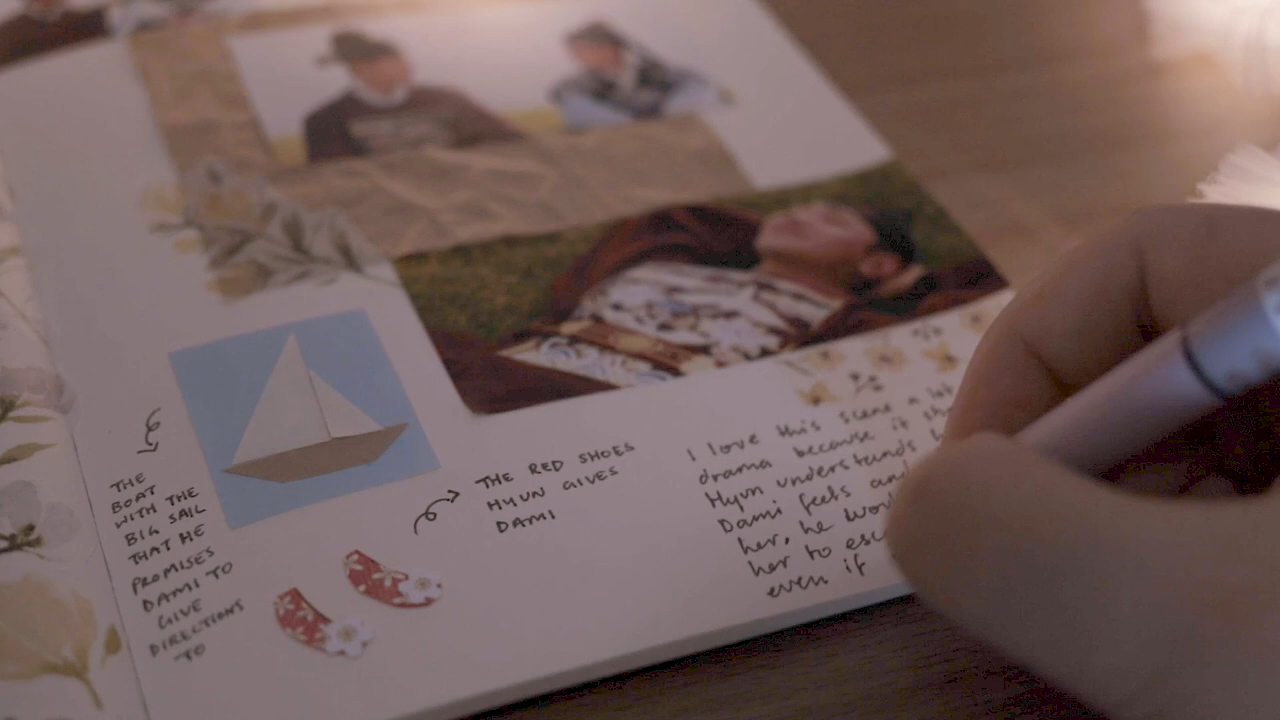 THE
BOAT
WITH THE
BIG SAIL
THAT HE
PROMISES
DAMI TO
GIVE
DIRECTIONS
TO
THE RED SHOES
HYUN GIVES
DAMI
I love this scene a
drama because it
Hyun understands
Dami feels
her, he
her to
even if